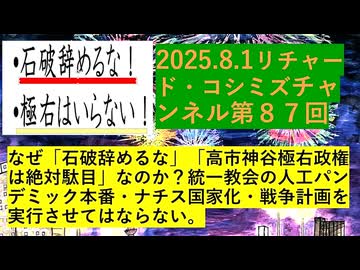 •石破辞めるな！
•極右はいらない！
2025.8.1リチャー
ド・コシミズチャ
ンネル第８７回
なぜ「石破辞めるな」「高市神谷極右政権
は絶対駄目」なのか？統一教会の人工パン
デミック本番・ナチス国家化・戦争計画を
実行させてはならない。